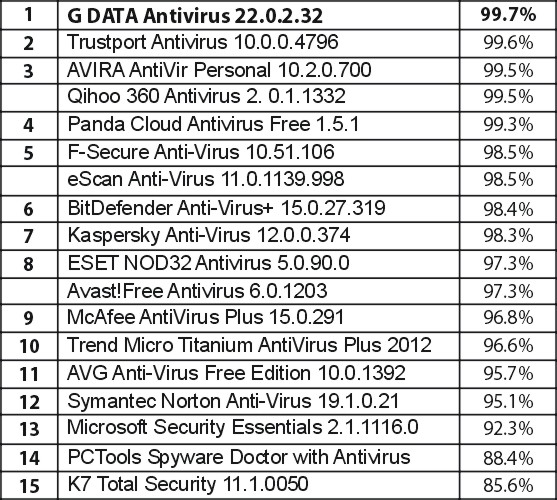 1 G DATA Antivirus 22.0.2.32 99.7%
2 Trustport Antivirus 10.0.0.4796 99.6%
3 AVIRA AntiVir Personal 10.2.0.700 99.5%
Qihoo 360 Antivirus 2. 0.1.1332 99.5%
4 Panda Cloud Antivirus Free 1.5.1 99.3%
5 F-Secure Anti-Virus 10.51.106 98.5%
eScan Anti-Virus 11.0.1139.998 98.5%
6 BitDefender Anti-Virus+ 15.0.27.319 98.4%
7 Kaspersky Anti-Virus 12.0.0.374 98.3%
8 ESET NOD32 Antivirus 5.0.90.0 97.3%
Avast!Free Antivirus 6.0.1203 97.3%
9 McAfee AntiVirus Plus 15.0.291 96.8%
10 Trend Micro Titanium AntiVirus Plus 2012 96.6%
11 AVG Anti-Virus Free Edition 10.0.1392 95.7%
12 Symantec Norton Anti-Virus 19.1.0.21 95.1%
13 Microsoft Security Essentials 2.1.1116.0 92.3%
14 PCTools Spyware Doctor with Antivirus 88.4%
15 K7 Total Security 11.1.0050 85.6%